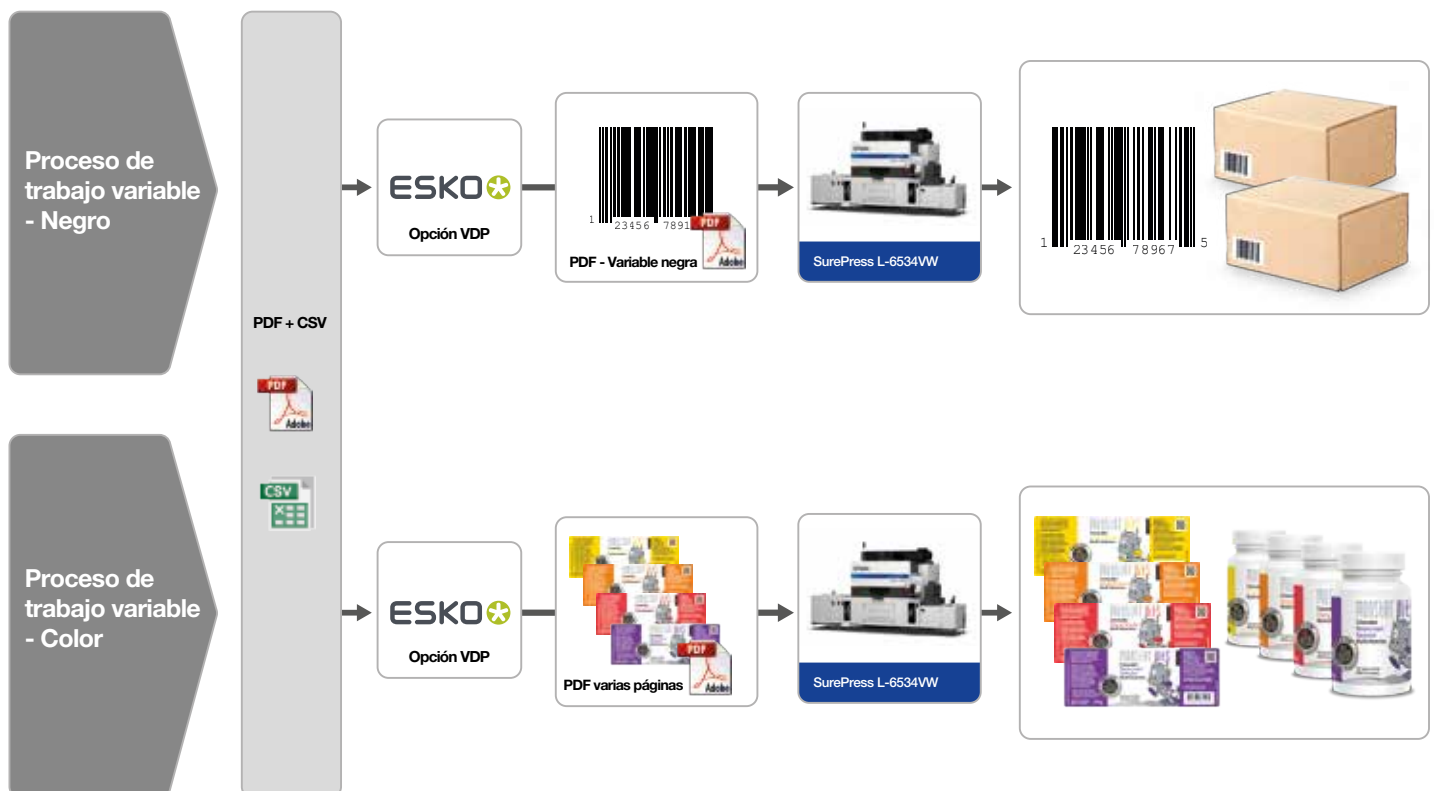 Proceso de
trabajo variable
- Negro
PDF + CSV
PDF
Adobe
CSV
ESKO
Opción VDP
1 23456 7891
PDF - Variable negra
PDF
Adobe
SurePress L-6534VW
1 23456 78967 5
Proceso de
trabajo variable
- Color
ESKO
Opción VDP
PDF varias páginas
PDF
Adobe
SurePress L-6534VW